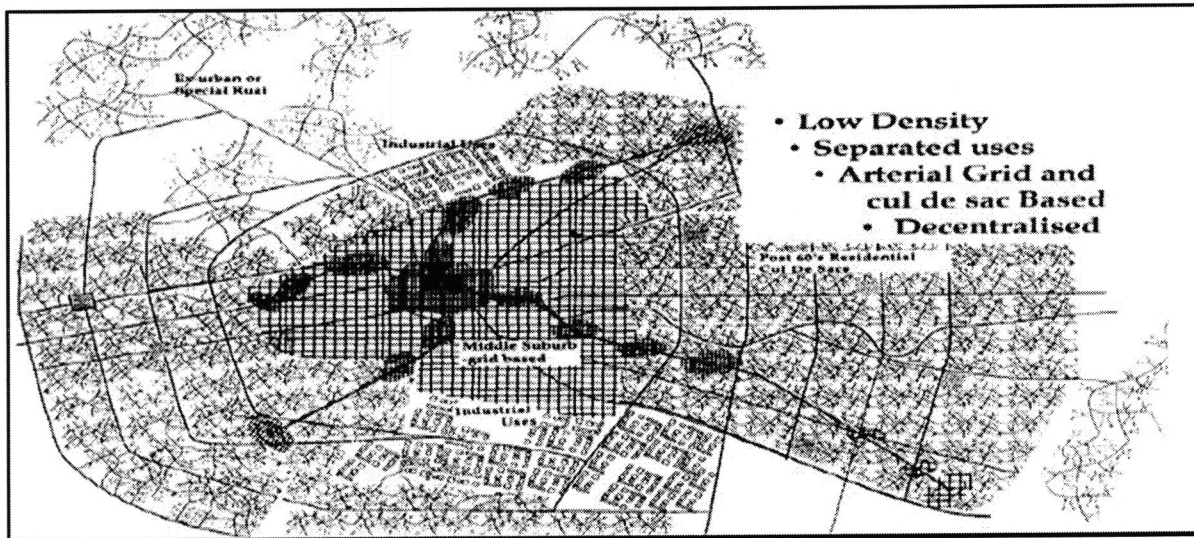 Ex urban or
Special Rual
Industrial Uses
• Low Density
• Separated uses
• Arterial Grid and
cul de sac Based
• Decentralised
Post 60's Residential
Cut De Sacs
Middle Suburb
grid based
Industrial
Uses